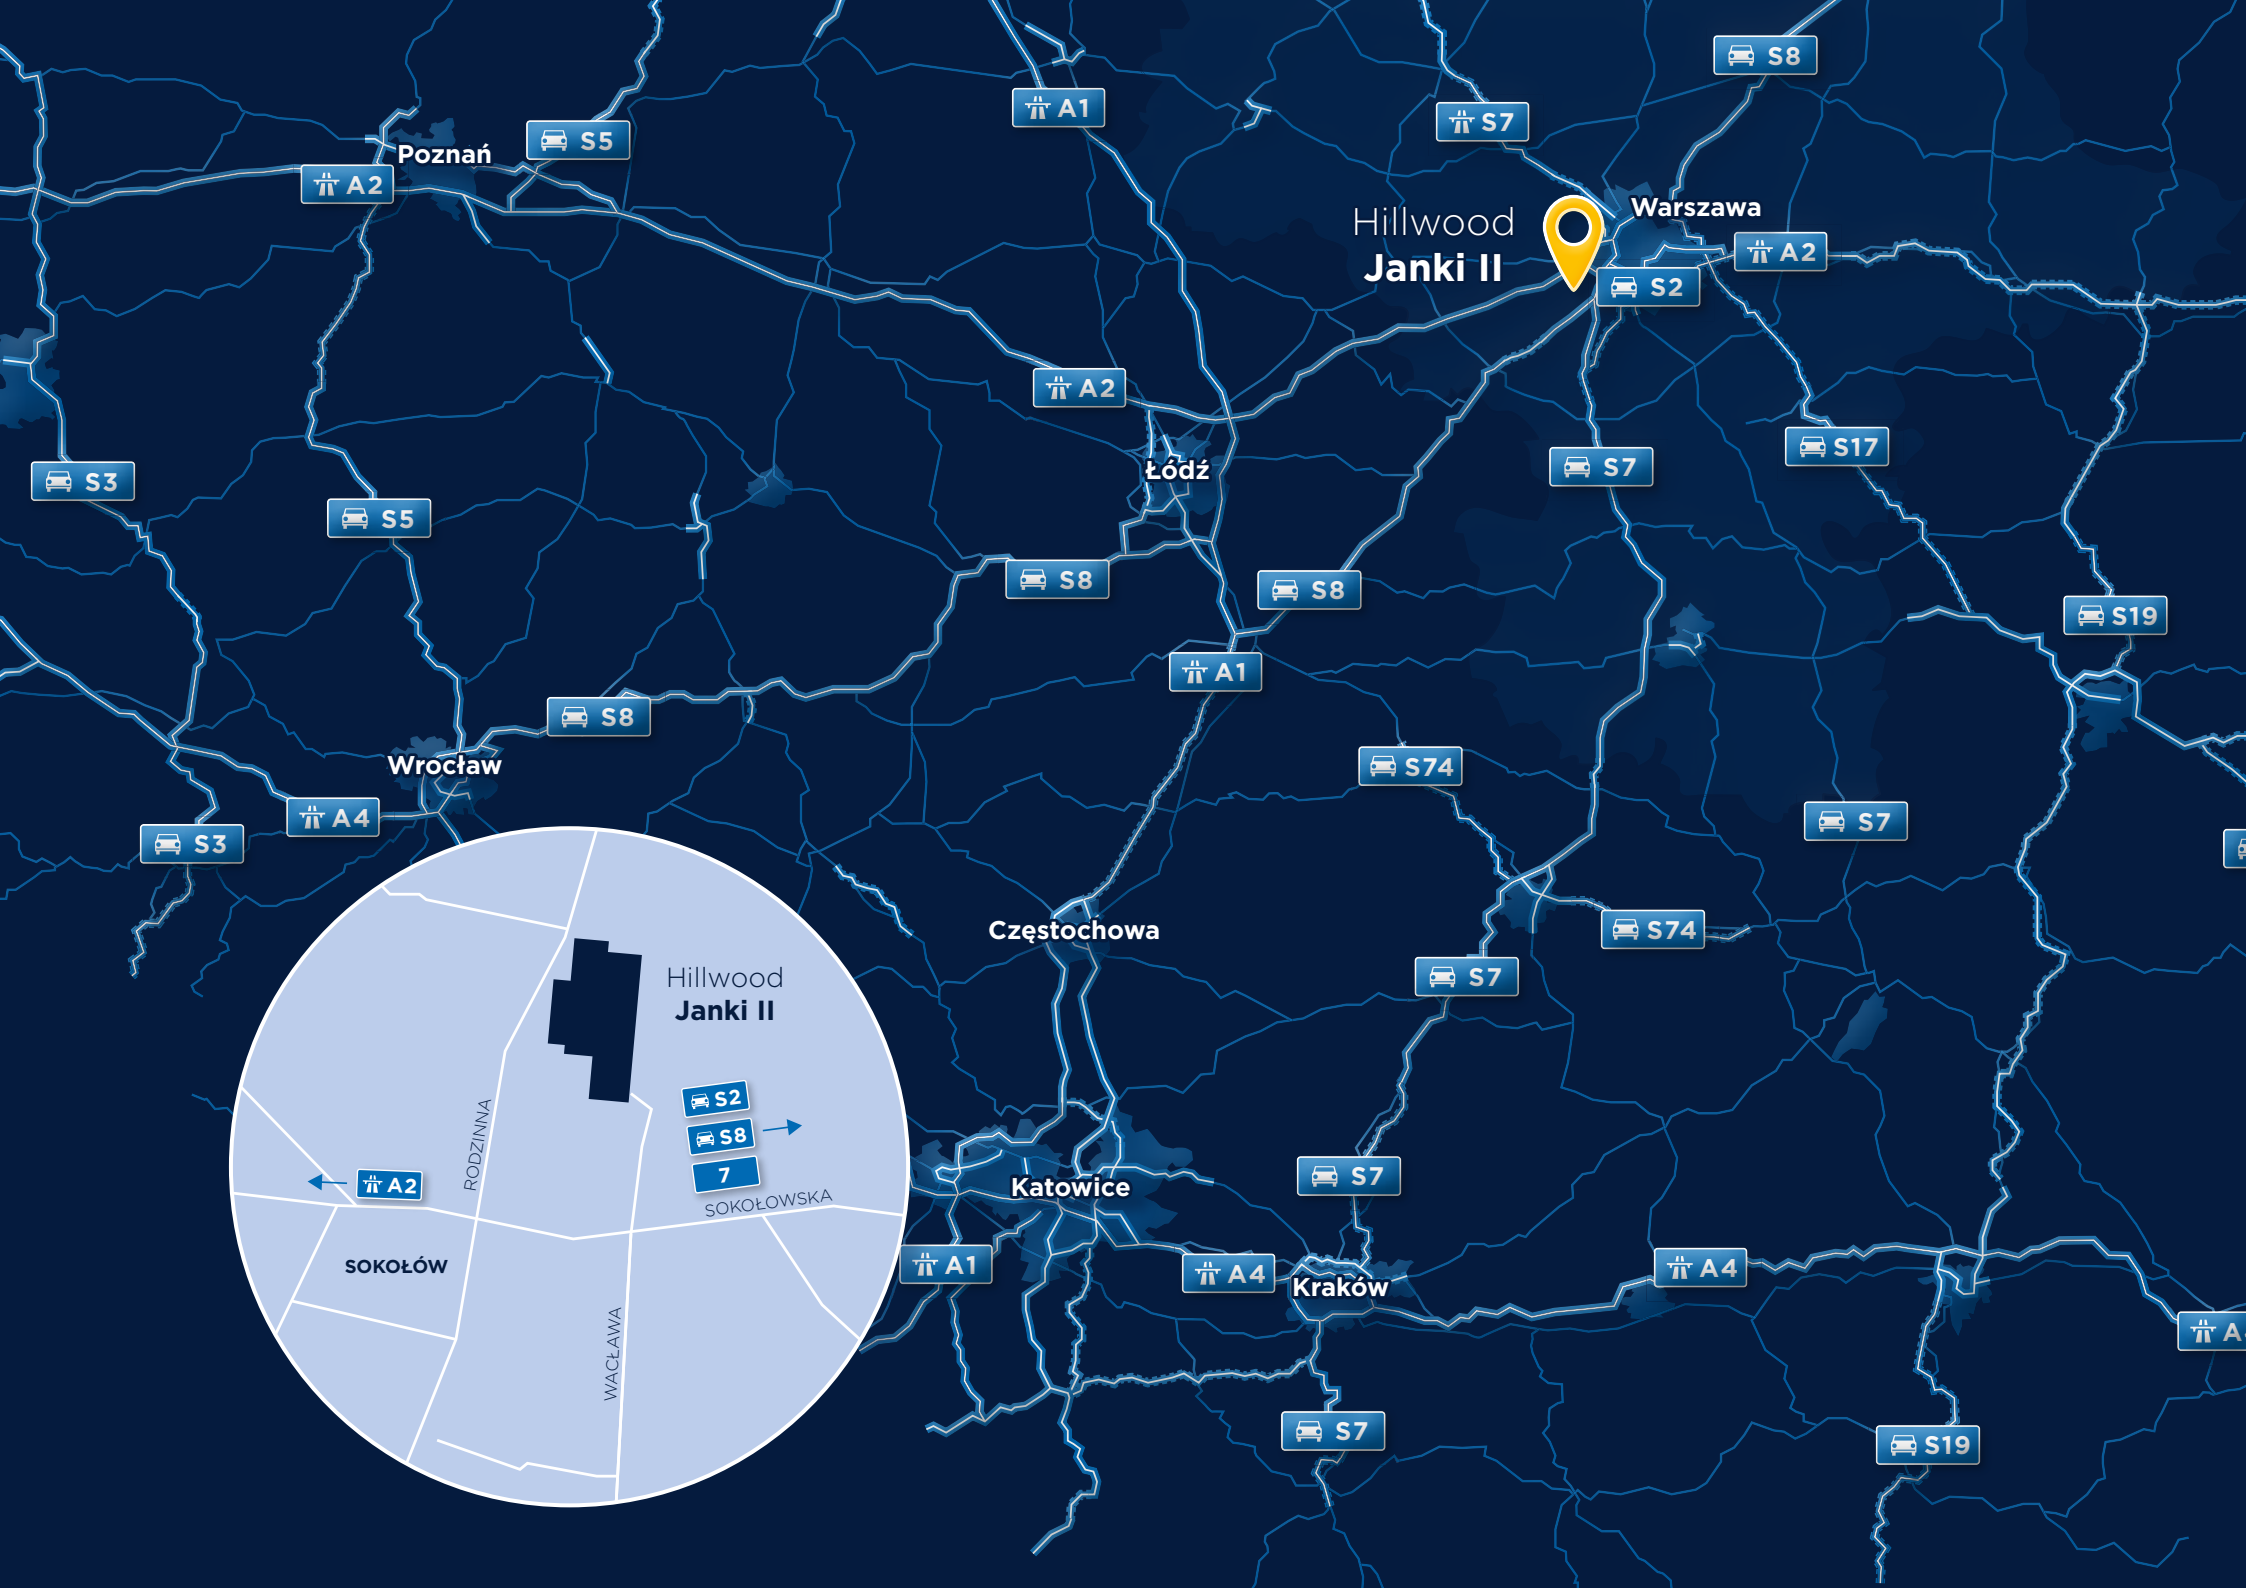 S8
A1
S7
S5
Poznań
A2
Warszawa
Hillwood
Janki II
A2
S2
A2
S17
Łódź
S7
S3
S5
S8
S8
S19
A1
S8
Wrocław
S74
A4
S7
S3
Częstochowa
S74
S7
Hillwood
Janki II
S2
S8
7
RODZINNA
A2
SOKOŁOWSKA
SOKOŁÓW
WACŁAWA
Katowice
S7
A1
A4
Kraków
A4
S7
S19